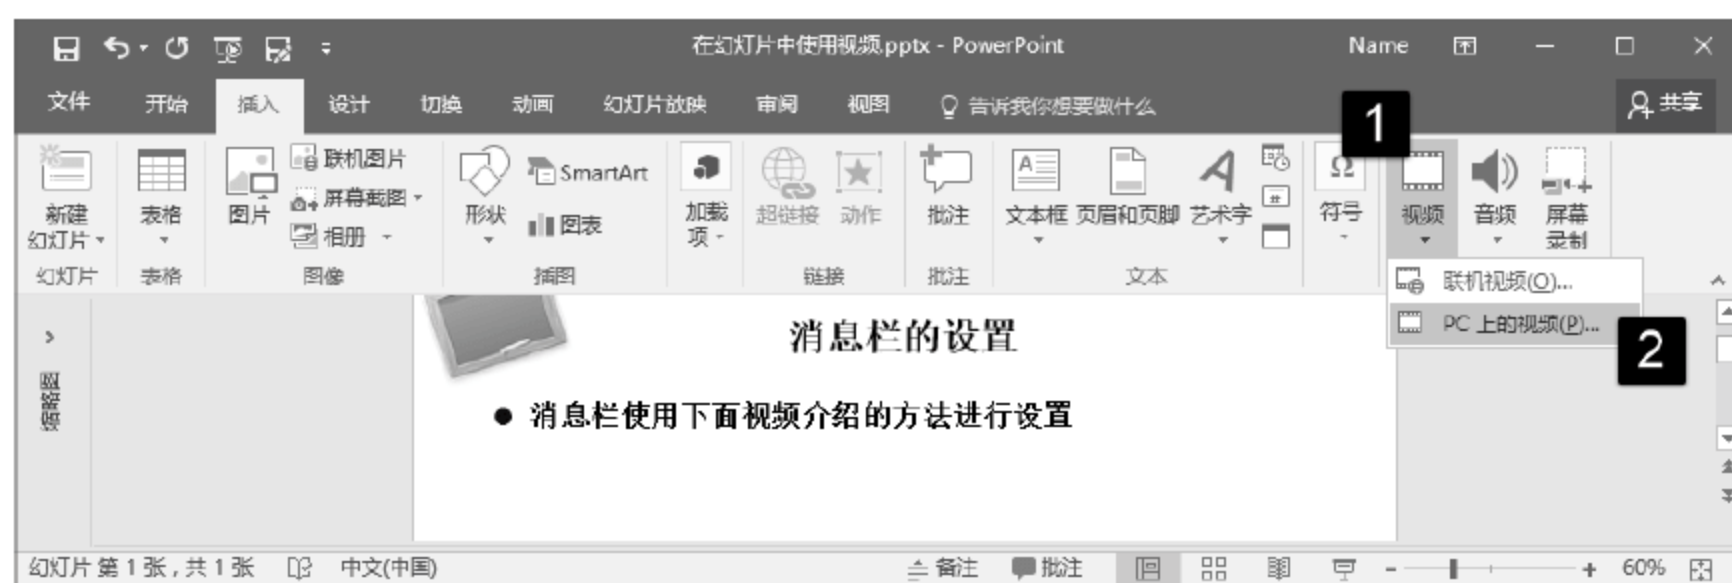 在幻灯片中使用视频.pptx - PowerPoint Name
文件 开始 插入 设计 切换 动画 幻灯片放映 审阅 视图 告诉我你想要做什么 共享
1
新建
幻灯片
表格
图片
联机图片
屏幕截图
相册
形状
SmartArt
图表
加载
项
超链接 动作
批注
文本框 页眉和页脚 艺术字
符号
视频 音频 屏幕
录制
幻灯片 表格 图像 插图 链接 批注 文本
联机视频(O)...
PC 上的视频(P)...
2
缩略图
消息栏的设置
● 消息栏使用下面视频介绍的方法进行设置
幻灯片 第 1 张，共 1 张 中文(中国) 备注 批注 60%